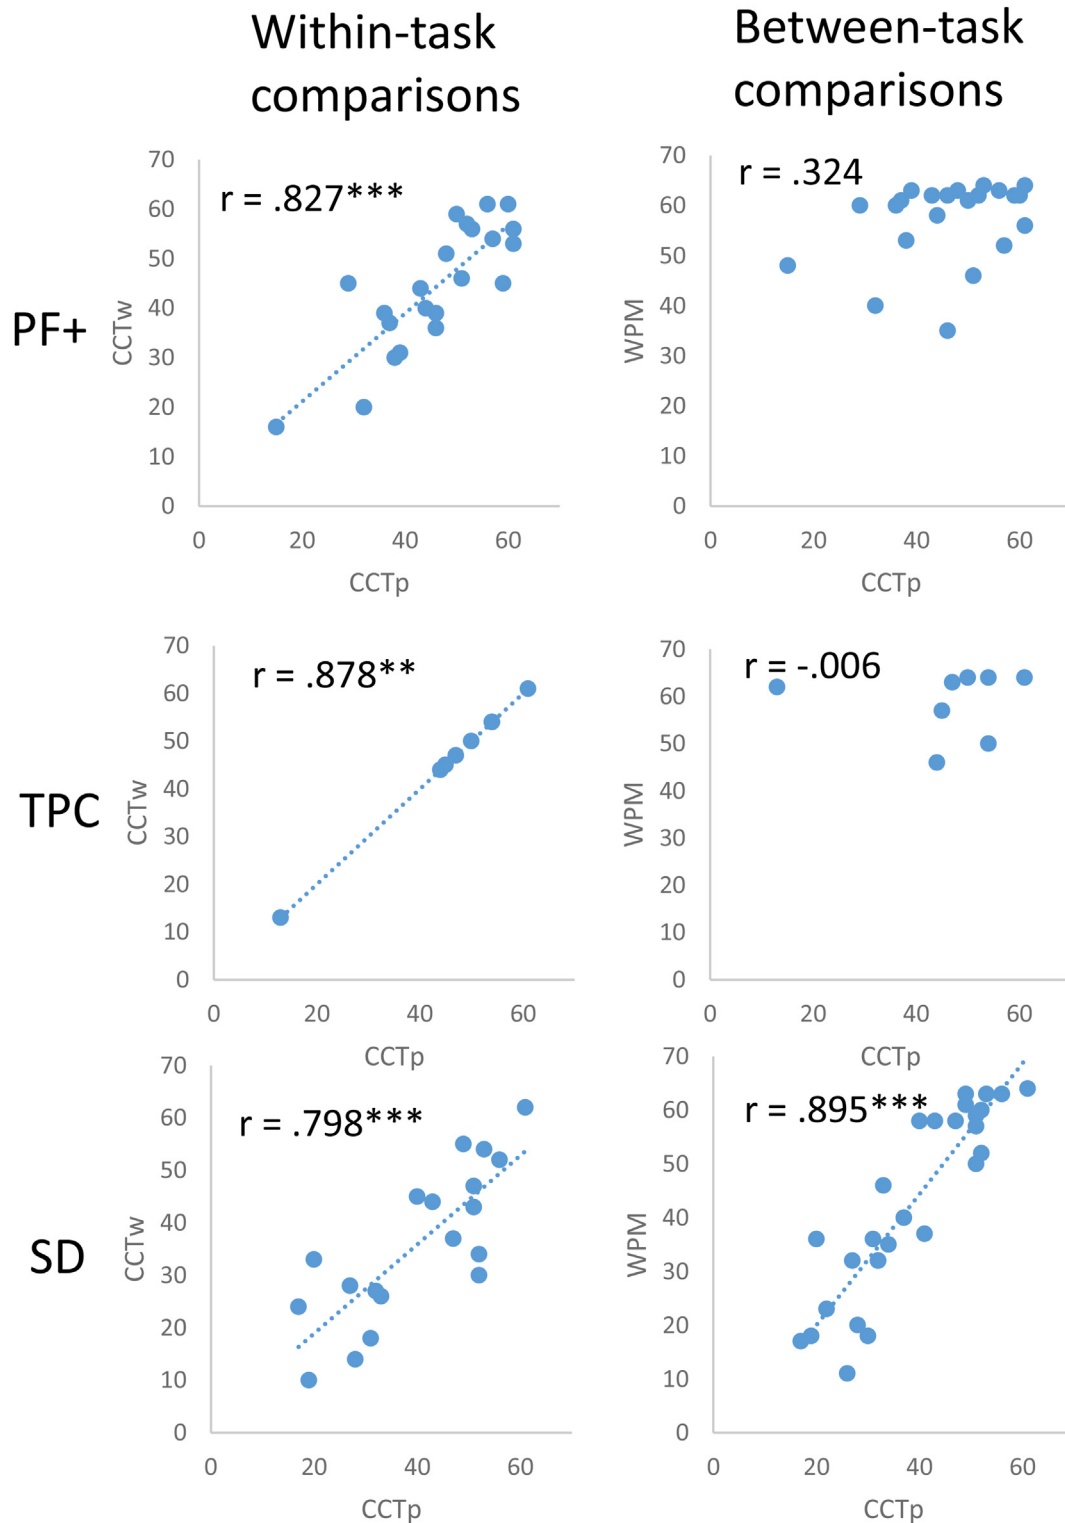 Within-task
comparisons
Between-task
comparisons
PF+
r = .827***
CCTw
70
60
50
40
30
20
10
0
0 20 40 60
CCTp
r = .324
WPM
70
60
50
40
30
20
10
0
0 20 40 60
CCTp
TPC
r = .878**
CCTw
70
60
50
40
30
20
10
0
0 20 40 60
CCTp
r = -.006
WPM
70
60
50
40
30
20
10
0
0 20 40 60
CCTp
SD
r = .798***
CCTw
70
60
50
40
30
20
10
0
0 20 40 60
CCTp
r = .895***
WPM
70
60
50
40
30
20
10
0
0 20 40 60
CCTp